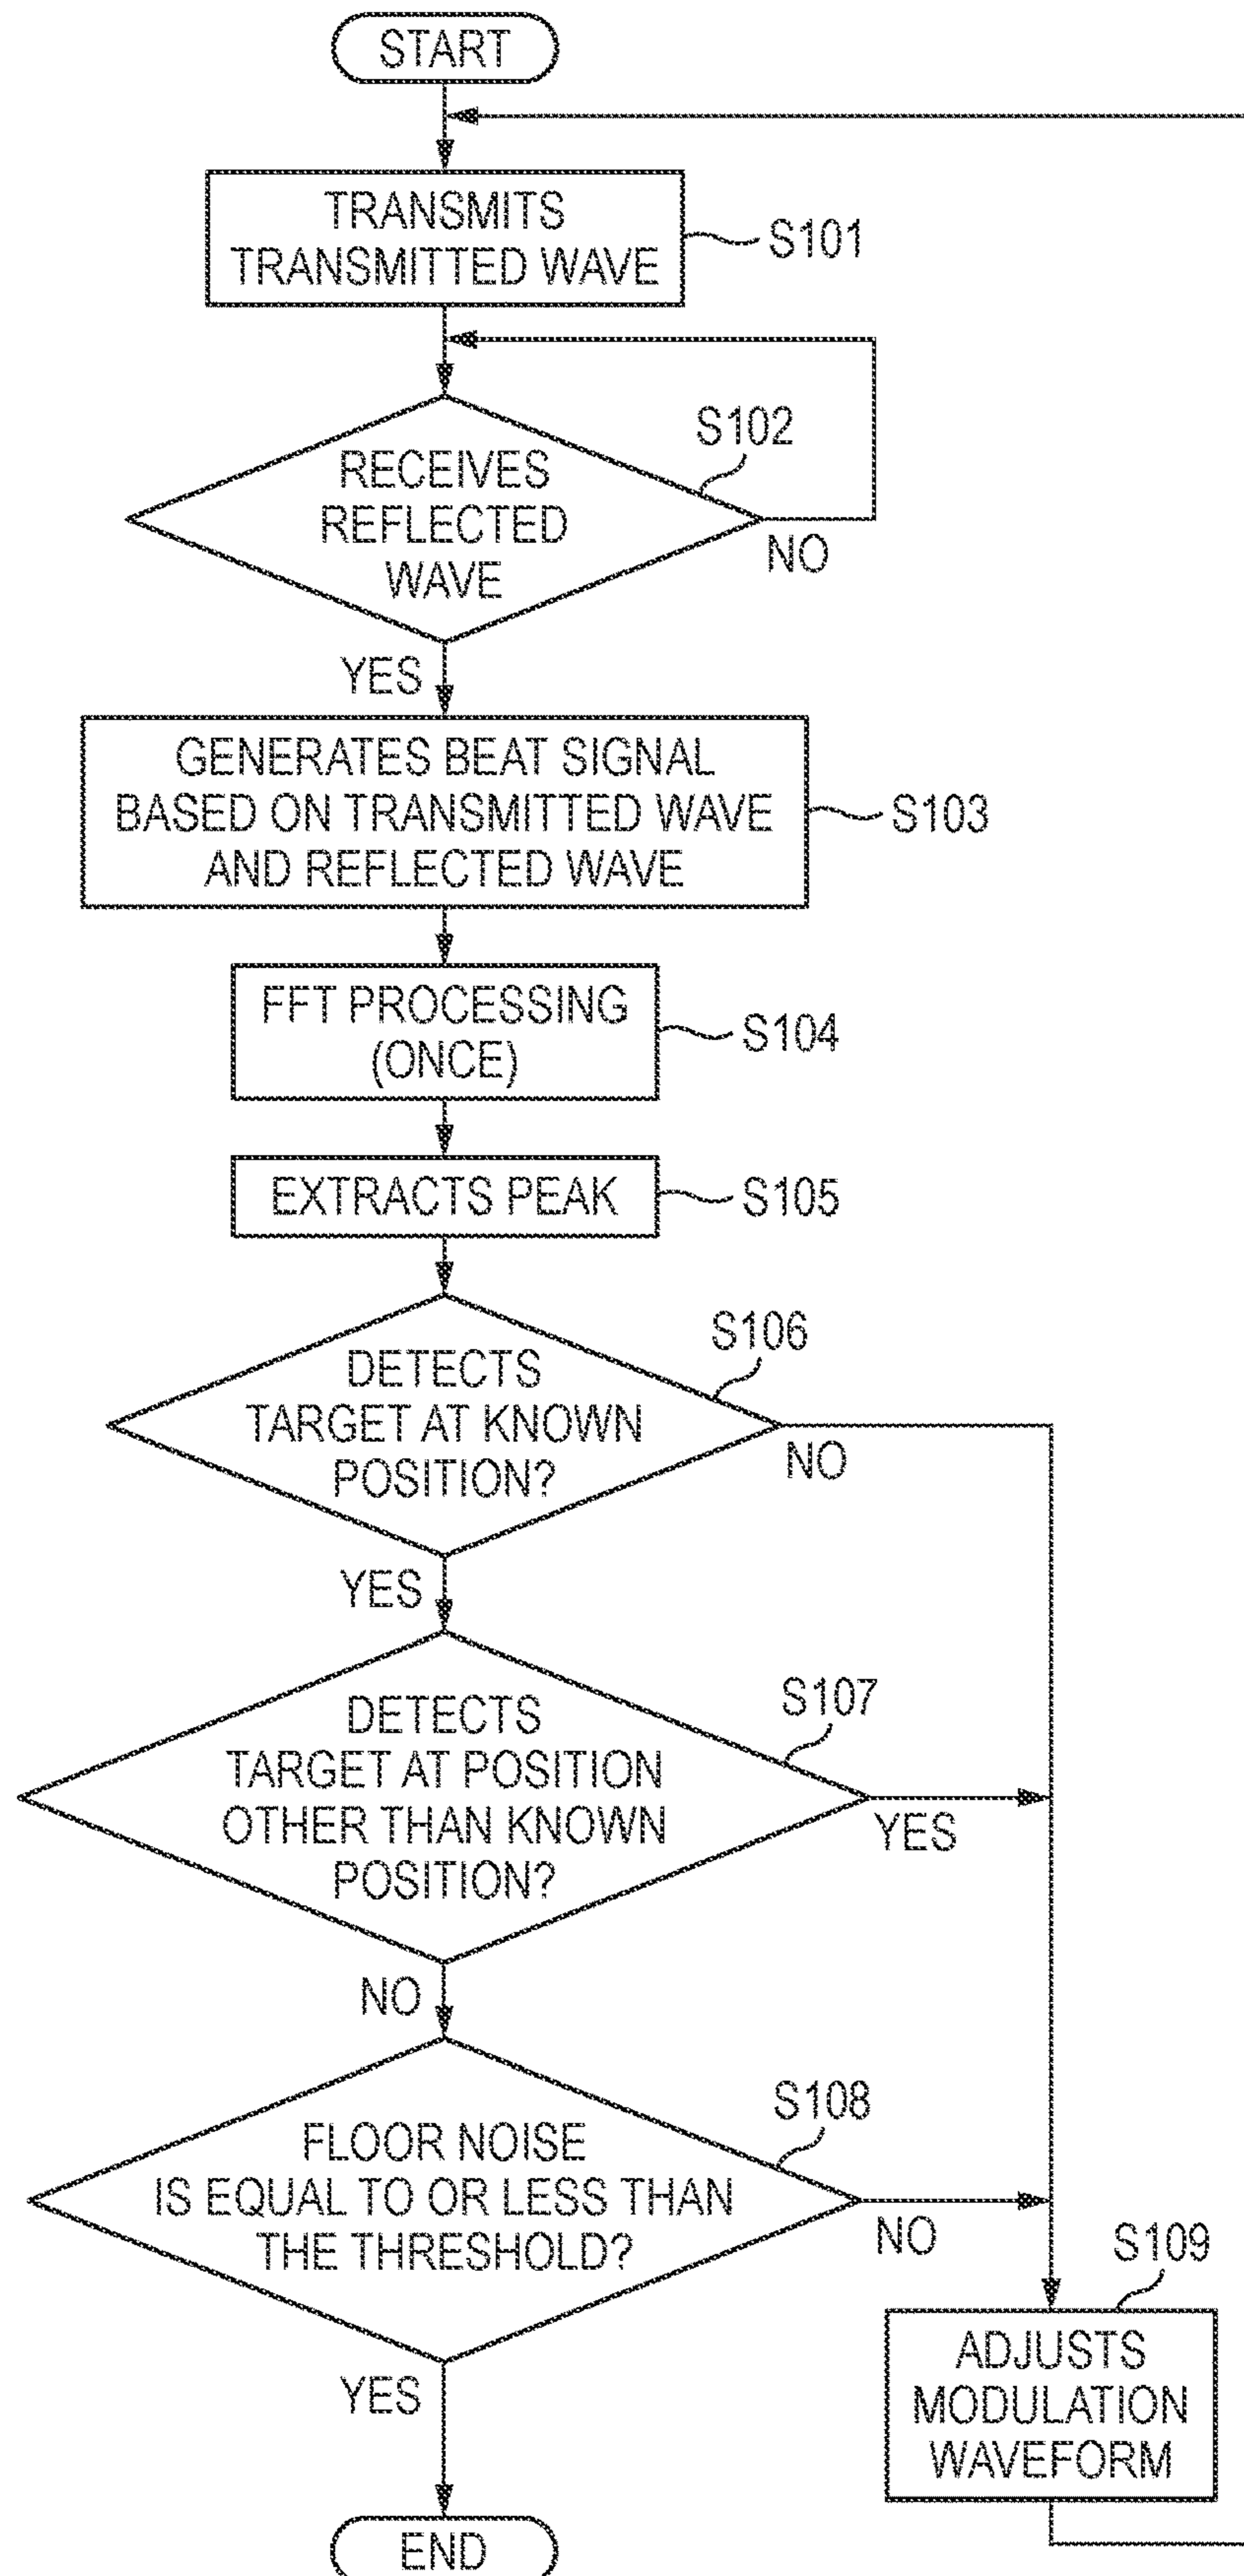 START
TRANSMITS
TRANSMITTED WAVE
S101
S102
RECEIVES
REFLECTED
WAVE
NO
YES
GENERATES BEAT SIGNAL
BASED ON TRANSMITTED WAVE
AND REFLECTED WAVE
S103
FFT PROCESSING
(ONCE)
S104
EXTRACTS PEAK
S105
S106
DETECTS
TARGET AT KNOWN
POSITION?
NO
YES
S107
DETECTS
TARGET AT POSITION
OTHER THAN KNOWN
POSITION?
YES
NO
S108
FLOOR NOISE
IS EQUAL TO OR LESS THAN
THE THRESHOLD?
NO
S109
ADJUSTS
MODULATION
WAVEFORM
YES
END